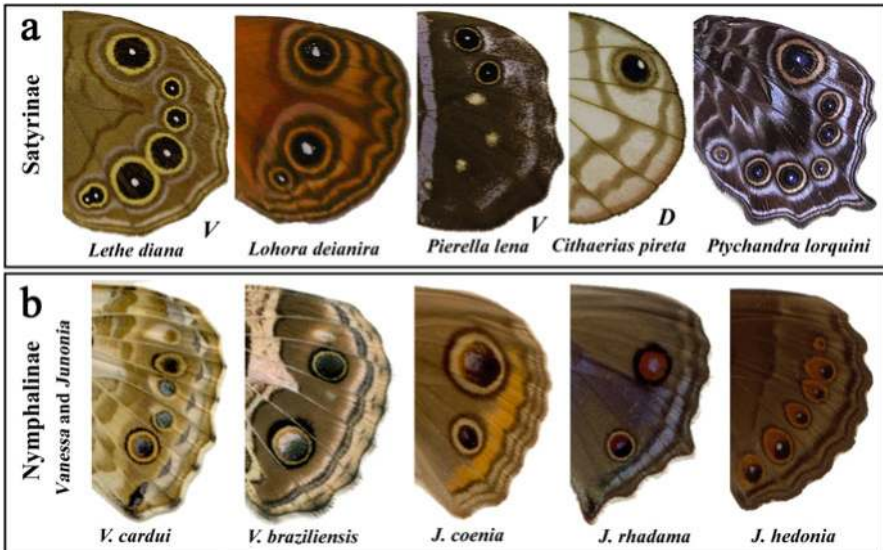 a
Satyrinae
V
V
D
Lethe diana
Lohora deianira
Pierella lena
Cithaerias pireta
Ptychandra lorquini
b
Nymphalinae
Vanessa and Junonia
V. cardui
V. braziliensis
J. coenia
J. rhadama
J. hedonia